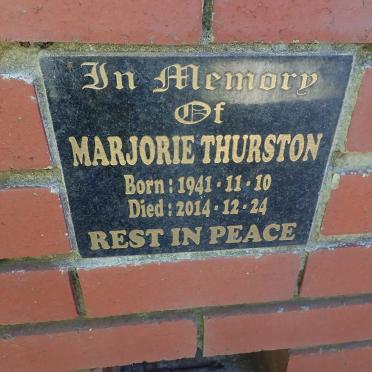 In Memory
Of
MARJORIE THURSTON
Born : 1941 - 11 - 10
Died : 2014 - 12 - 24
REST IN PEACE